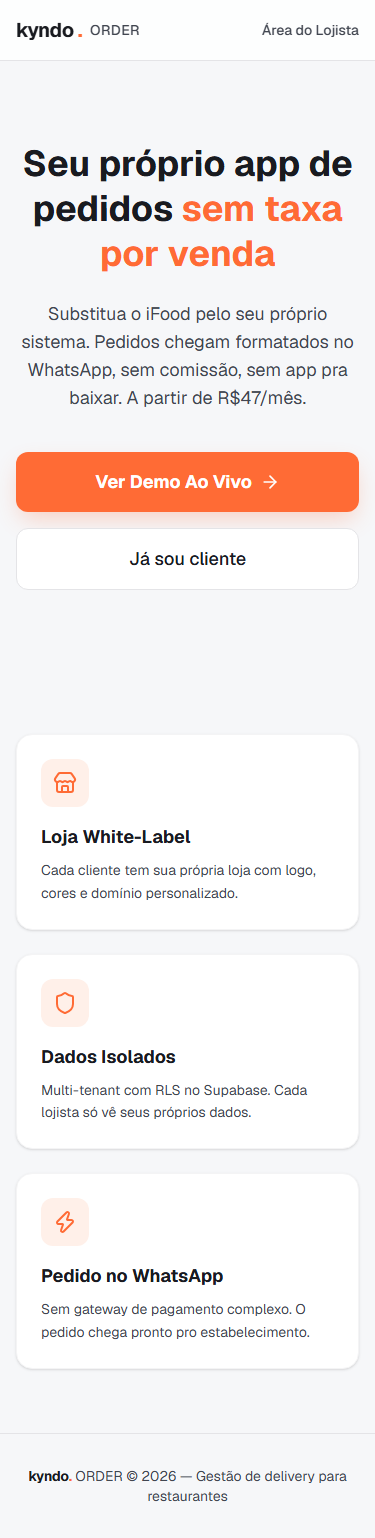 kyndo. ORDER
Área do Lojista
Seu próprio app de
pedidos sem taxa
por venda
Substitua o iFood pelo seu próprio
sistema. Pedidos chegam formatados no
WhatsApp, sem comissão, sem app pra
baixar. A partir de R$47/mês.
Ver Demo Ao Vivo →
Já sou cliente
Loja White-Label
Cada cliente tem sua própria loja com logo,
cores e domínio personalizado.
Dados Isolados
Multi-tenant com RLS no Supabase. Cada
lojista só vê seus próprios dados.
Pedido no WhatsApp
Sem gateway de pagamento complexo. O
pedido chega pronto pro estabelecimento.
kyndo. ORDER © 2026 — Gestão de delivery para
restaurantes